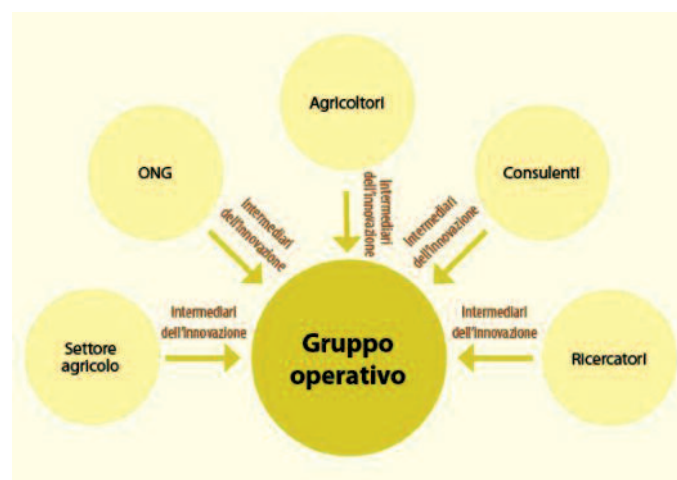 Agricoltori
ONG
Consulenti
Intermediari
dell'innovazione
Intermediari
dell'innovazione
Intermediari
dell'innovazione
Intermediari
dell'innovazione
Intermediari
dell'innovazione
Settore
agricolo
Gruppo
operativo
Ricercatori